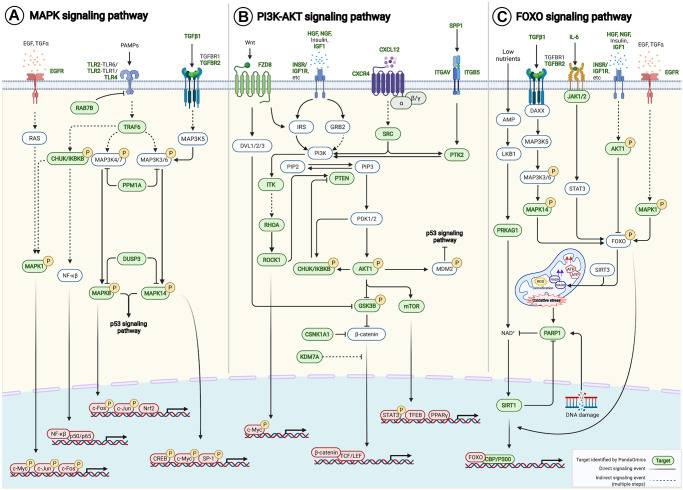 A MAPK signaling pathway
EGF, TGFα
EGFR
PAMPs
TLR2-TLR6/
TLR2-TLR1/
TLR4
TGFβ1
TGFBR1
TGFBR2
RAB7B
TRAF6
RAS
MAP3K5
CHUK/IKBKB
P
MAP3K4/7
P
MAP3K3/6
P
PPM1A
DUSP3
MAPK1
P
NF-κβ
MAPK8
P
MAPK14
P
p53 signaling
pathway
P
P
c-Fos
c-Jun
Nrf2
NF-κβ
p50/p65
P
P
P
c-Myc
c-Jun
c-Fos
P
P
P
CREB
c-Myc
SP-1
B PI3K-AKT signaling pathway
Wnt
FZD8
HGF, NGF,
Insulin,
IGF1
INSR/
IGF1R,
etc
CXCL12
CXCR4
α
β/γ
SPP1
ITGAV
ITGB5
IRS
GRB2
SRC
DVL1/2/3
PI3K
PTK2
PIP2
PIP3
ITK
PTEN
RHOA
PDK1/2
p53 signaling
pathway
ROCK1
CHUK/IKBKB
P
AKT1
P
MDM2
P
GSK3B
P
mTOR
CSNK1A1
β-catenin
KDM7A
P
c-Myc
P
STAT3
TFEB
PPARγ
β-catenin
TCF/LEF
C FOXO signaling pathway
Low
nutrients
TGFβ1
TGFBR1
TGFBR2
IL-6
HGF, NGF,
Insulin,
IGF1
INSR/
IGF1R,
etc
EGF, TGFα
EGFR
JAK1/2
DAXX
AMP
MAP3K5
AKT1
P
LKB1
MAP3K3/6
P
STAT3
MAPK14
P
MAPK1
P
PRKAG1
FOXO
P
SIRT3
ROS
Oxidative stress
NAD⁺
PARP1
SIRT1
DNA damage
FOXO
CBP/P300
Target identified by PandaOmics
Target
Direct signaling event
Indirect signaling event
(multiple steps)